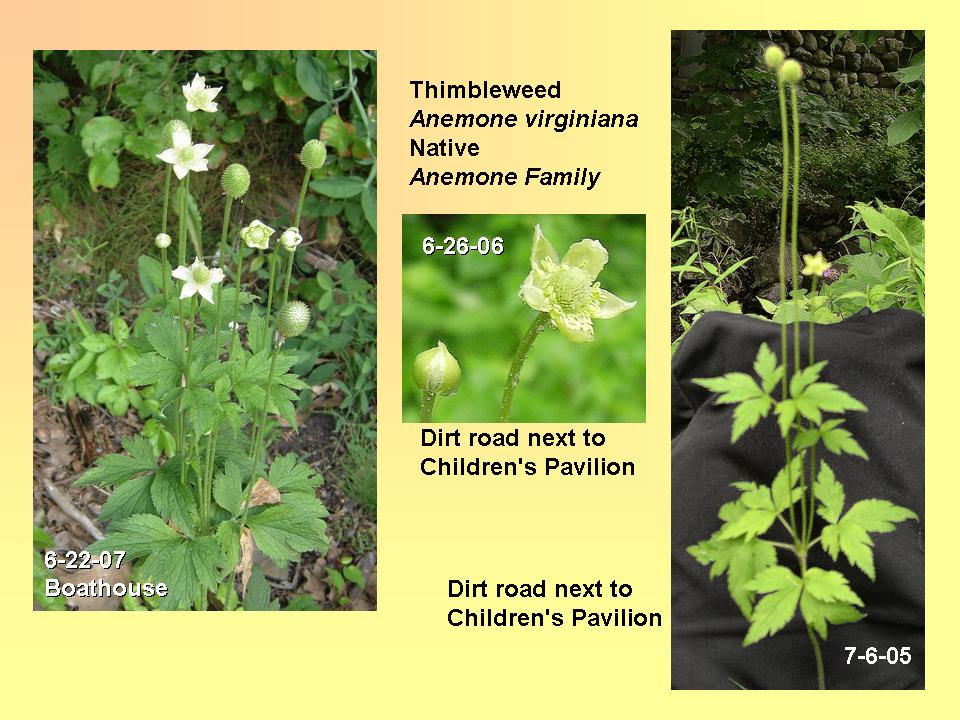 Thimbleweed
Anemone virginiana
Native
Anemone Family
6-26-06
Dirt road next to
Children's Pavilion
6-22-07
Boathouse
Dirt road next to
Children's Pavilion
7-6-05